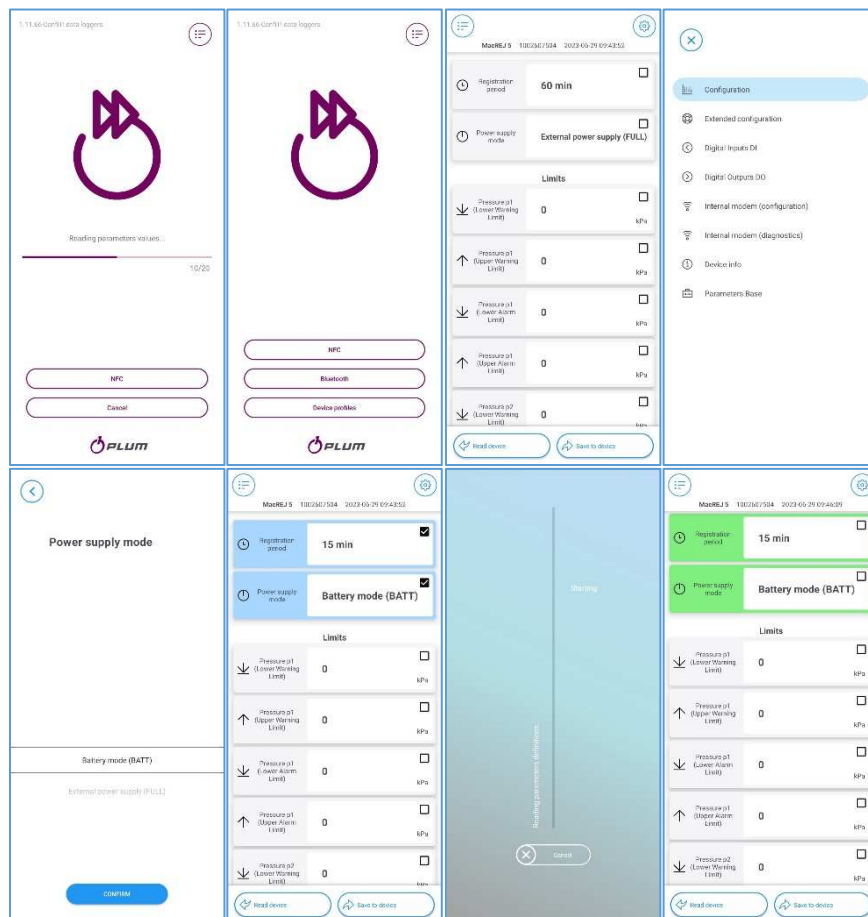 1.11.66 Confit! data loggers
Reading parameters values...
10/20
NFC
Cancel
PLUM
1.11.66 Confit! data loggers
NFC
Bluetooth
Device profiles
PLUM
MacREJ 5 1002607504 2023-06-29 09:43:53
Registration
period
60 min
Power supply
mode
External power supply (FULL)
Limits
Pressure p1
(Lower Warning
Limit)
0
kPa
Pressure p1
(Upper Warning
Limit)
0
kPa
Pressure p1
(Lower Alarm
Limit)
0
kPa
Pressure p1
(Upper Alarm
Limit)
0
kPa
Pressure p2
(Lower Warning
Limit)
0
Read device
Save to device
Configuration
Extended configuration
Digital Inputs DI
Digital Outputs DO
Internal modem (configuration)
Internal modem (diagnostics)
Device info
Parameters Base
Power supply mode
Battery mode (BATT)
External power supply (FULL)
CONFIRM
MacREJ 5 1002607504 2023-06-29 09:43:53
Registration
period
15 min
Power supply
mode
Battery mode (BATT)
Limits
Pressure p1
(Lower Warning
Limit)
0
kPa
Pressure p1
(Upper Warning
Limit)
0
kPa
Pressure p1
(Lower Alarm
Limit)
0
kPa
Pressure p1
(Upper Alarm
Limit)
0
kPa
Pressure p2
(Lower Warning
Limit)
0
kPa
Read device
Save to device
Reading parameters definitions...
Cancel
MacREJ 5 1002607504 2023-06-29 09:46:09
Registration
period
15 min
Power supply
mode
Battery mode (BATT)
Limits
Pressure p1
(Lower Warning
Limit)
0
kPa
Pressure p1
(Upper Warning
Limit)
0
kPa
Pressure p1
(Lower Alarm
Limit)
0
kPa
Pressure p1
(Upper Alarm
Limit)
0
kPa
Pressure p2
(Lower Warning
Limit)
0
kPa
Read device
Save to device